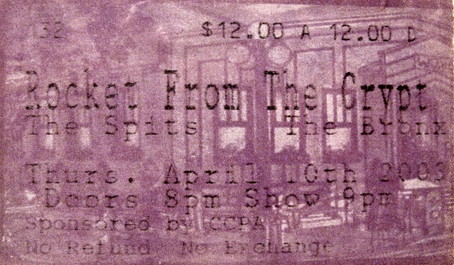 132 $12.00 A 12.00 D
Rocket From The Crypt
The Spits The Bronx
Thurs. April 10th 2003
Doors 8pm Show 9pm
Sponsored by CCPA
No Refund No Exchange